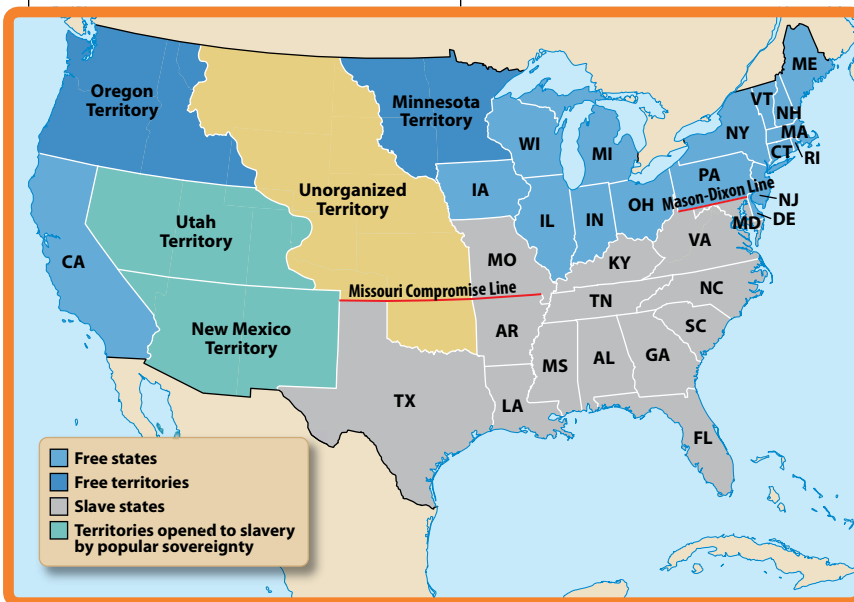 ME
Oregon
Territory
Minnesota
Territory
VT
NH
MA
NY
WI
CT
RI
MI
PA
Mason-Dixon Line
IA
Unorganized
Territory
NJ
OH
IL
IN
DE
MD
Utah
Territory
VA
CA
MO
KY
Missouri Compromise Line
NC
TN
New Mexico
Territory
AR
SC
MS
AL
GA
TX
LA
FL
Free states
Free territories
Slave states
Territories opened to slavery
by popular sovereignty